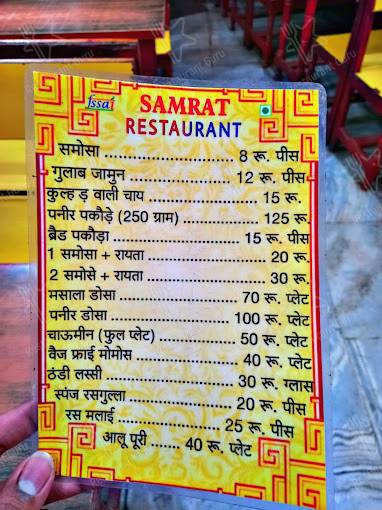 fssai
SAMRAT
RESTAURANT
समोसा ................................ 8 रू. पीस
गुलाब जामुन ........................ 12 रू. पीस
कुल्हड़ वाली चाय ........................... 15 रू.
पनीर पकौड़े (250 ग्राम) .................... 125 रू.
ब्रैड पकौड़ा ............................... 15 रू. पीस
1 समोसा + रायता ............................. 20 रू.
2 समोसे + रायता ............................. 30 रू.
मसाला डोसा ............................ 70 रू. प्लेट
पनीर डोसा ............................. 100 रू. प्लेट
चाऊमीन (फुल प्लेट) ................... 50 रू. प्लेट
वैज फ्राई मोमोस ...................... 40 रू. प्लेट
ठंडी लस्सी ............................... 30 रू. ग्लास
स्पंज रसगुल्ला ........................... 20 रू. पीस
रस मलाई .......................... 25 रू. पीस
आलू पूरी ....... 40 रू. प्लेट